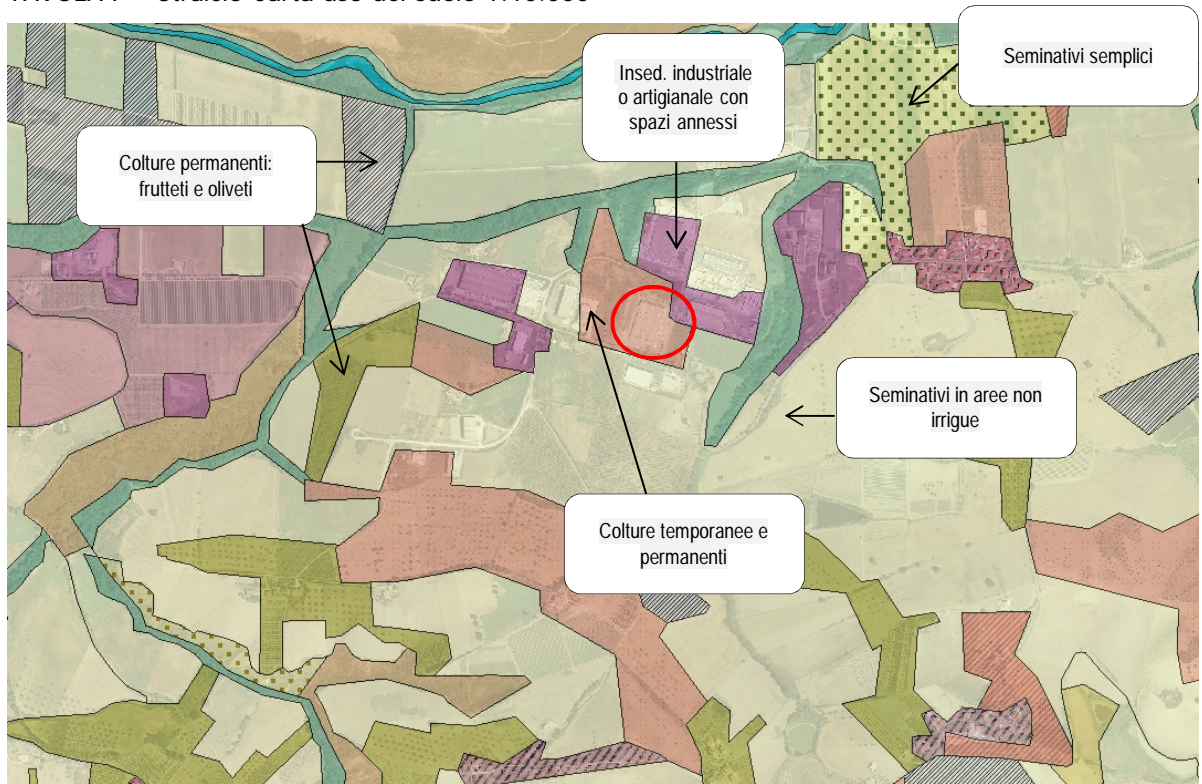 Seminativi semplici
Insed. industriale
o artigianale con
spazi annessi
Colture permanenti:
frutteti e oliveti
Seminativi in aree non
irrigue
Colture temporanee e
permanenti